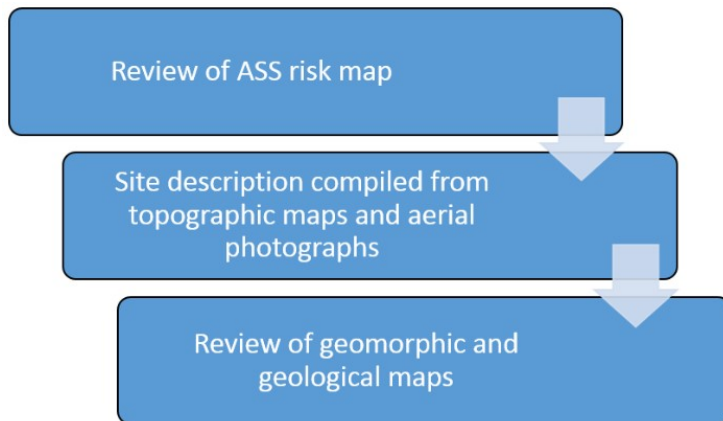 Review of ASS risk map
Site description compiled from
topographic maps and aerial
photographs
Review of geomorphic and
geological maps